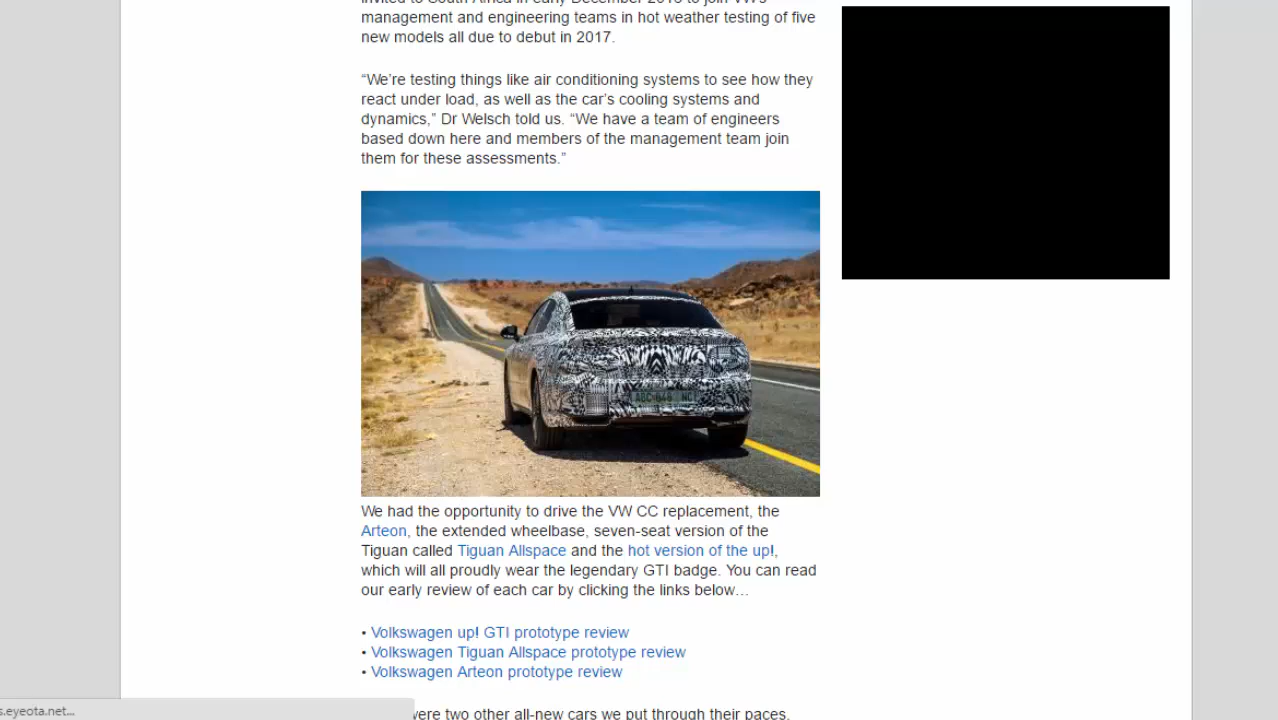 management and engineering teams in hot weather testing of five
new models all due to debut in 2017.
“We’re testing things like air conditioning systems to see how they
react under load, as well as the car’s cooling systems and
dynamics,” Dr Welsch told us. “We have a team of engineers
based down here and members of the management team join
them for these assessments.”
We had the opportunity to drive the VW CC replacement, the
Arteon, the extended wheelbase, seven-seat version of the
Tiguan called Tiguan Allspace and the hot version of the up!,
which will all proudly wear the legendary GTI badge. You can read
our early review of each car by clicking the links below…
• Volkswagen up! GTI prototype review
• Volkswagen Tiguan Allspace prototype review
• Volkswagen Arteon prototype review
s.eyeota.net...
were two other all-new cars we put through their paces.